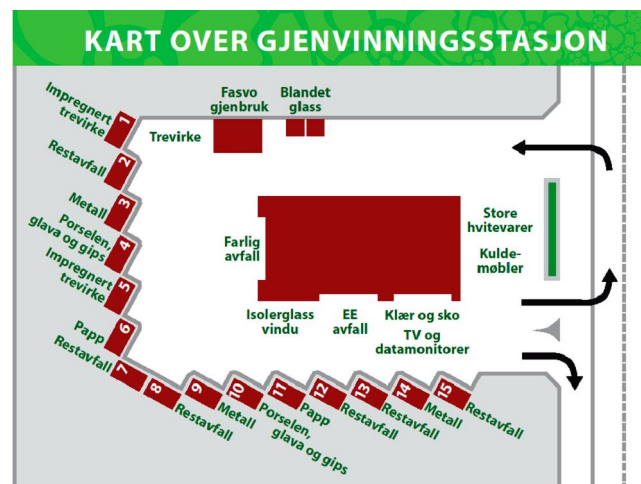 KART OVER GJENVINNINGSSTASJON
Fasvo
gjenbruk
Blandet
glass
Trevirke
Impregnert
trevirke
1
Restavfall
2
Metall
3
Porselen,
glava og gips
4
Impregnert
trevirke
5
Papp
6
Restavfall
7
8
Restavfall
9
Metall
10
Porselen,
glava og gips
11
Papp
12
Restavfall
13
Restavfall
14
Metall
15
Restavfall
Farlig
avfall
Isolerglass
vindu
EE
avfall
Klær og sko
TV og
datamonitorer
Store
hvitevarer
Kulde-
møbler